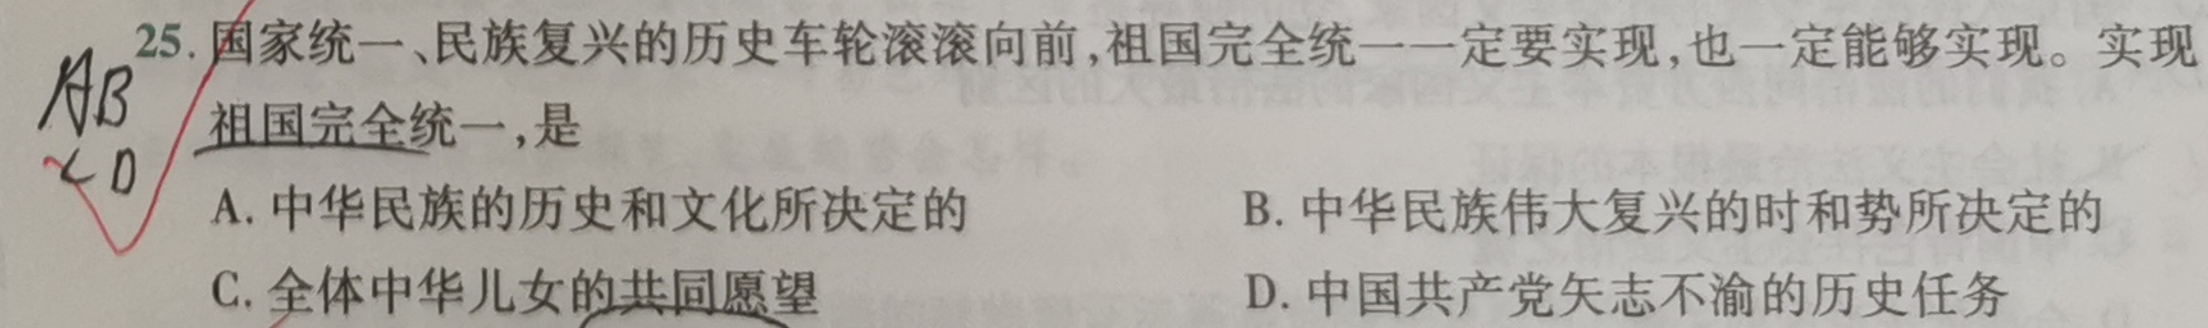 25. 国家统一、民族复兴的历史车轮滚滚向前,祖国完全统一一定要实现,也一定能够实现。实现
祖国完全统一,是
AB
CD
A. 中华民族的历史和文化所决定的 B. 中华民族伟大复兴的时和势所决定的
C. 全体中华儿女的共同愿望 D. 中国共产党矢志不渝的历史任务